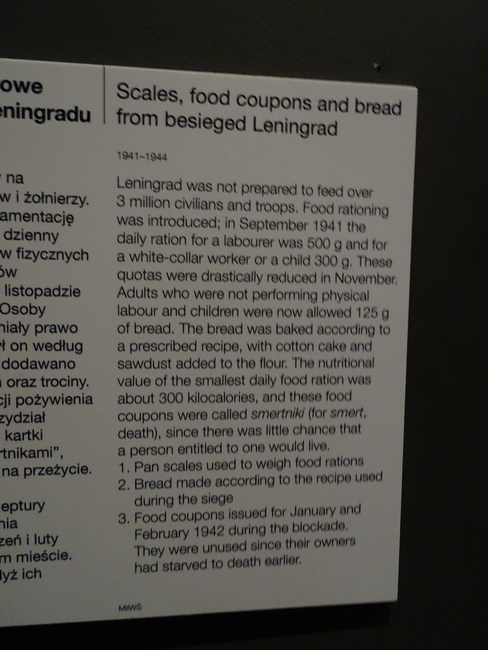 owe
eningradu
na
w i żołnierzy.
amentację
dzienny
w fizycznych
ów
listopadzie
Osoby
miały prawo
ył on według
dodawano
oraz trociny.
cji pożywienia
zydział
kartki
rtnikami",
na przeżycie.
eptury
nia
zeń i luty
m mieście.
dyż ich
Scales, food coupons and bread
from besieged Leningrad
1941–1944
Leningrad was not prepared to feed over
3 million civilians and troops. Food rationing
was introduced; in September 1941 the
daily ration for a labourer was 500 g and for
a white-collar worker or a child 300 g. These
quotas were drastically reduced in November.
Adults who were not performing physical
labour and children were now allowed 125 g
of bread. The bread was baked according to
a prescribed recipe, with cotton cake and
sawdust added to the flour. The nutritional
value of the smallest daily food ration was
about 300 kilocalories, and these food
coupons were called smertniki (for smert,
death), since there was little chance that
a person entitled to one would live.
1. Pan scales used to weigh food rations
2. Bread made according to the recipe used
during the siege
3. Food coupons issued for January and
February 1942 during the blockade.
They were unused since their owners
had starved to death earlier.
MIIWŚ